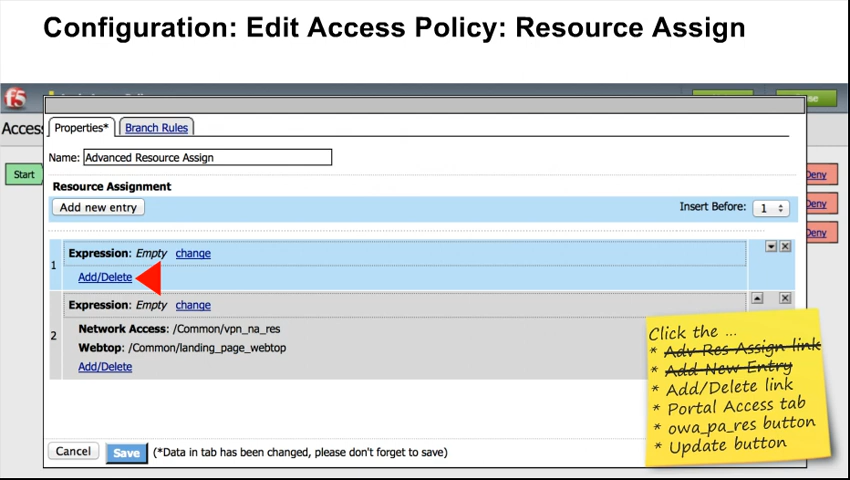 Configuration: Edit Access Policy: Resource Assign
f5
Access
Properties* Branch Rules
Name: Advanced Resource Assign
Start
Deny
Resource Assignment
Add new entry
Insert Before: 1
Deny
Deny
1
Expression: Empty change
Add/Delete
2
Expression: Empty change
Network Access: /Common/vpn_na_res
Webtop: /Common/landing_page_webtop
Add/Delete
Click the ...
* Adv Res Assign link
* Add New Entry
* Add/Delete link
* Portal Access tab
* owa_pa_res button
* Update button
Cancel Save (*Data in tab has been changed, please don't forget to save)